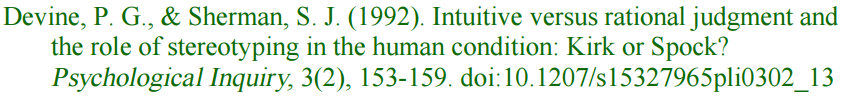 Devine, P. G., & Sherman, S. J. (1992). Intuitive versus rational judgment and
the role of stereotyping in the human condition: Kirk or Spock?
Psychological Inquiry, 3(2), 153-159. doi:10.1207/s15327965pli0302_13